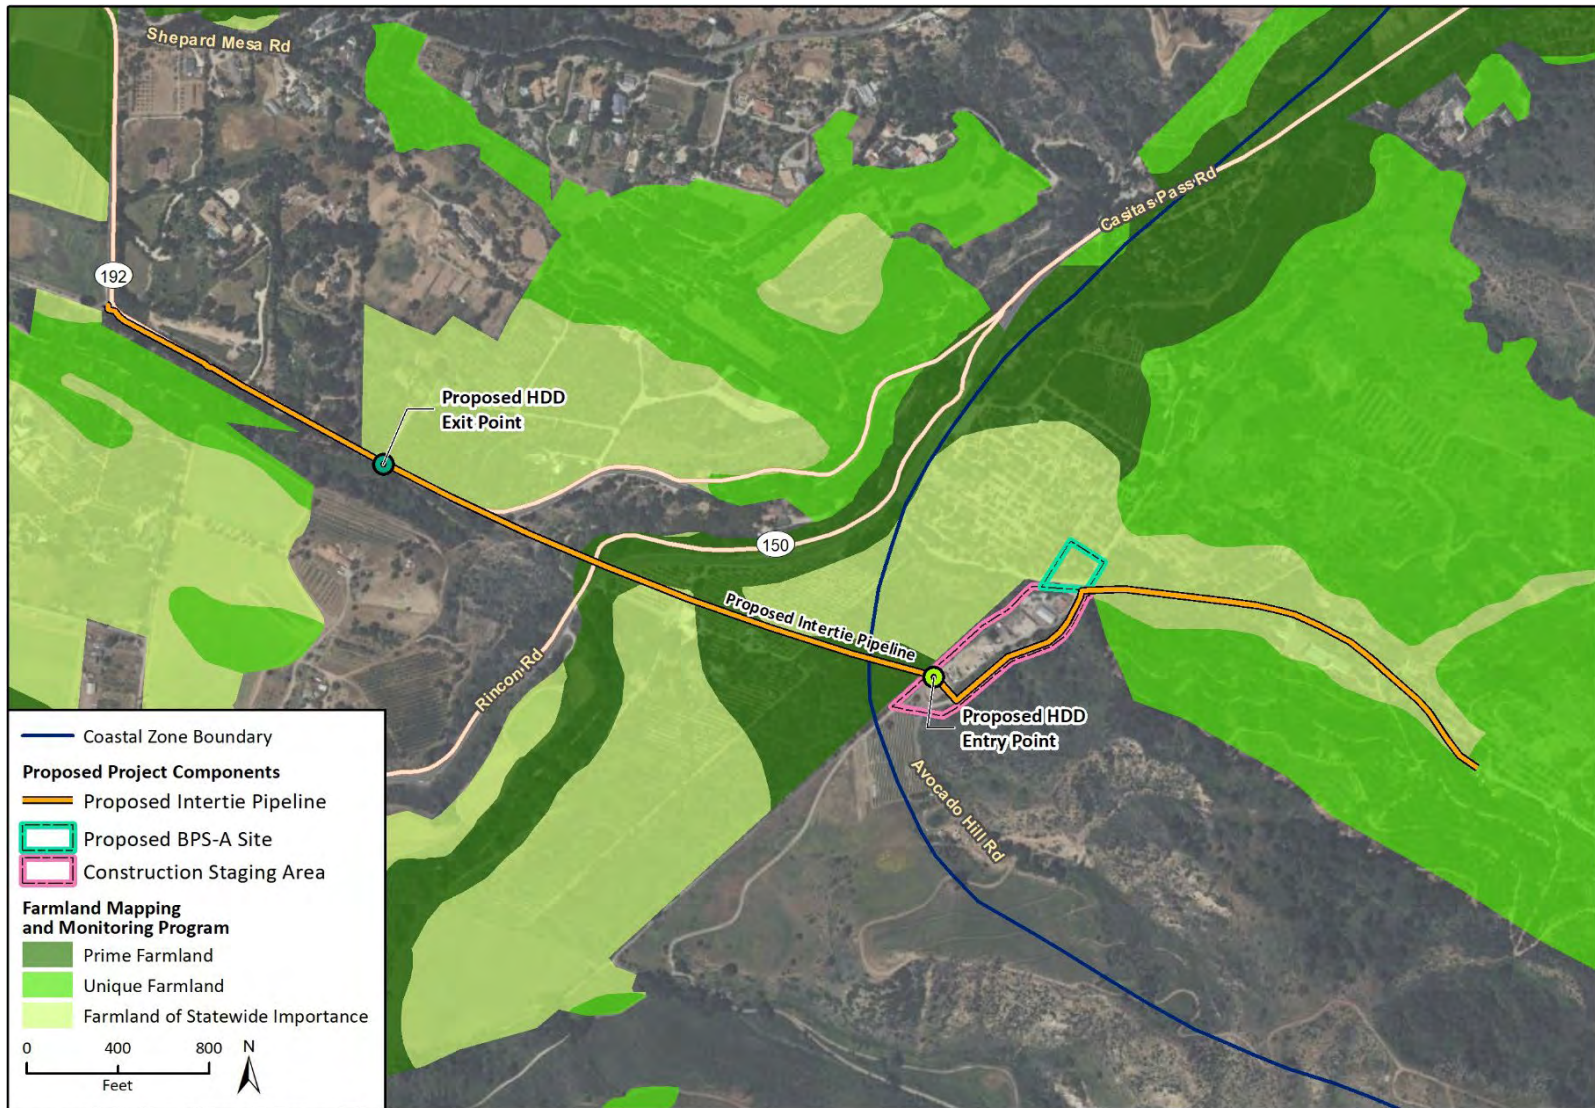 Shepard Mesa Rd
Casitas Pass Rd
192
Proposed HDD
Exit Point
150
Proposed Intertie Pipeline
Rincon Rd
Proposed HDD
Entry Point
Avocado Hill Rd
Coastal Zone Boundary
Proposed Project Components
Proposed Intertie Pipeline
Proposed BPS-A Site
Construction Staging Area
Farmland Mapping
and Monitoring Program
Prime Farmland
Unique Farmland
Farmland of Statewide Importance
0 400 800 N
Feet